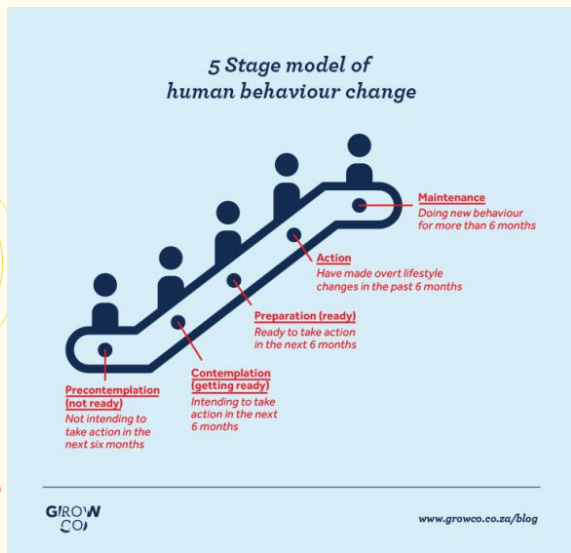 5 Stage model of
human behaviour change
Maintenance
Doing new behaviour
for more than 6 months
Action
Have made overt lifestyle
changes in the past 6 months
Preparation (ready)
Ready to take action
in the next 6 months
Contemplation
(getting ready)
Intending to take
action in the next
6 months
Precontemplation
(not ready)
Not intending to
take action in the
next six months
GROW
CO
www.growco.co.za/blog